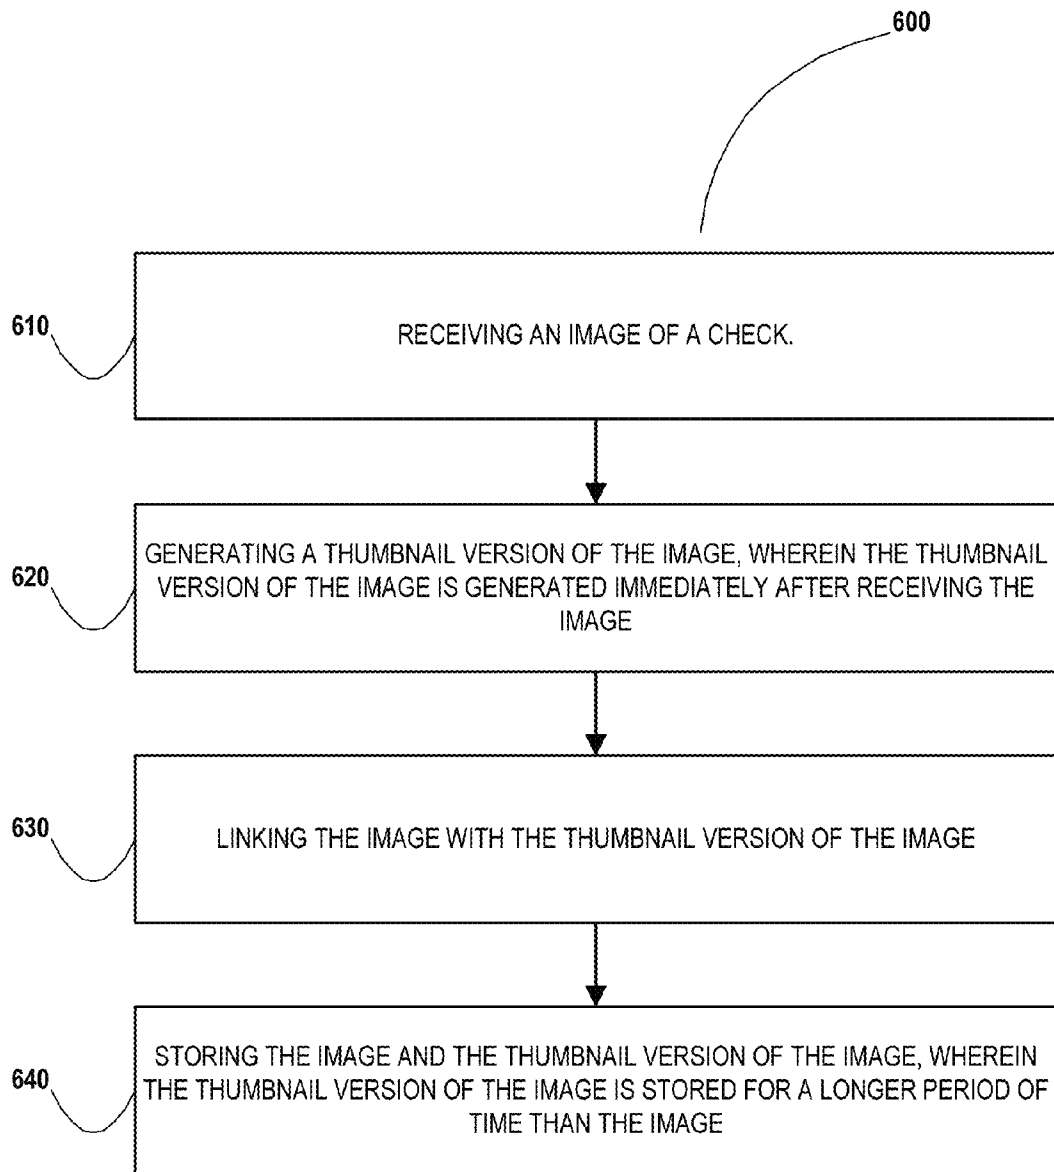 600
610
RECEIVING AN IMAGE OF A CHECK.
620
GENERATING A THUMBNAIL VERSION OF THE IMAGE, WHEREIN THE THUMBNAIL
VERSION OF THE IMAGE IS GENERATED IMMEDIATELY AFTER RECEIVING THE
IMAGE
630
LINKING THE IMAGE WITH THE THUMBNAIL VERSION OF THE IMAGE
640
STORING THE IMAGE AND THE THUMBNAIL VERSION OF THE IMAGE, WHEREIN
THE THUMBNAIL VERSION OF THE IMAGE IS STORED FOR A LONGER PERIOD OF
TIME THAN THE IMAGE